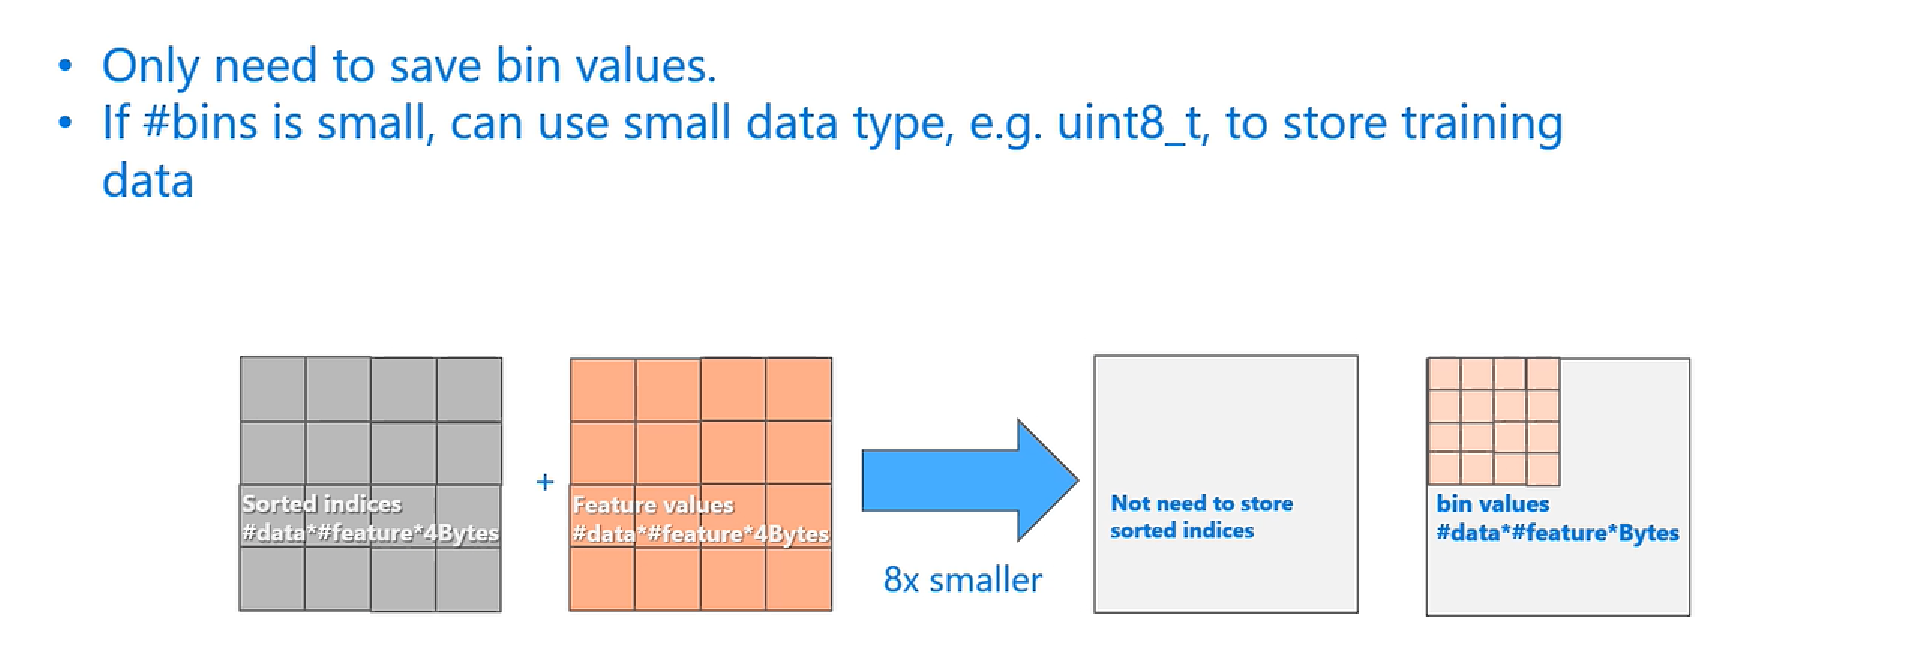 • Only need to save bin values.
• If #bins is small, can use small data type, e.g. uint8_t, to store training
data
Sorted indices
#data*#feature*4Bytes
+
Feature values
#data*#feature*4Bytes
8x smaller
Not need to store
sorted indices
bin values
#data*#feature*Bytes